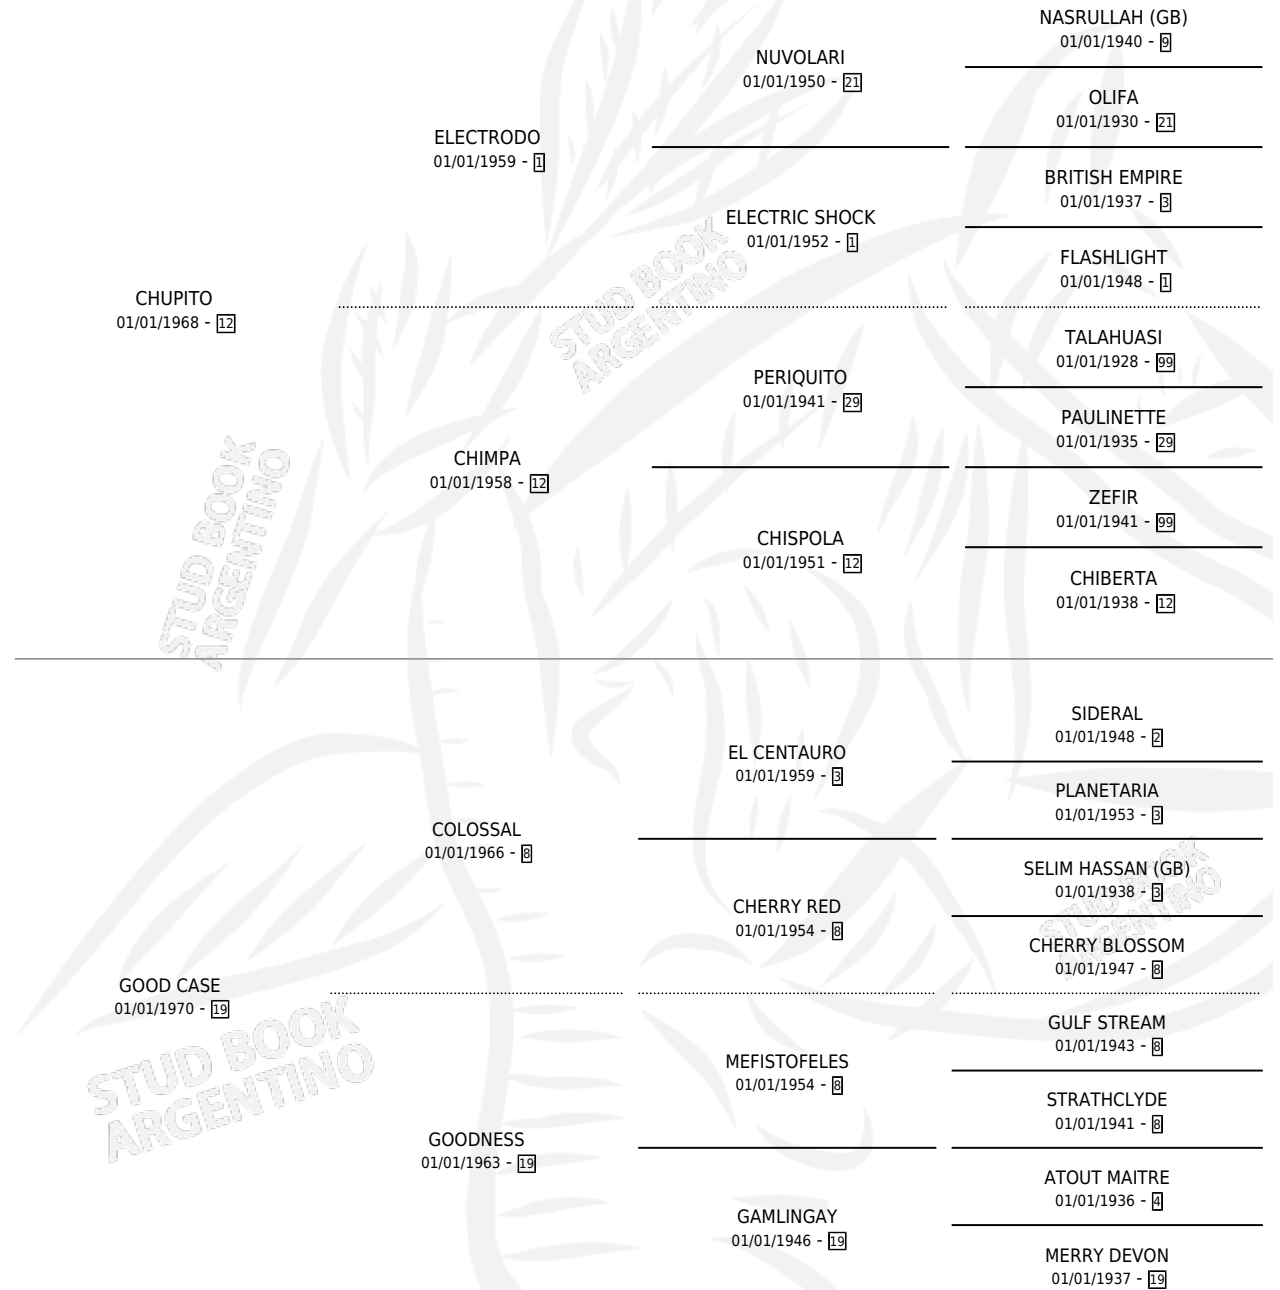 NASRULLAH (GB)
01/01/1940 - 9
NUVOLARI
01/01/1950 - 21
OLIFA
01/01/1930 - 21
ELECTRODO
01/01/1959 - 1
BRITISH EMPIRE
01/01/1937 - 3
ELECTRIC SHOCK
01/01/1952 - 1
FLASHLIGHT
01/01/1948 - 1
CHUPITO
01/01/1968 - 12
TALAHUASI
01/01/1928 - 99
PERIQUITO
01/01/1941 - 29
PAULINETTE
01/01/1935 - 29
CHIMPA
01/01/1958 - 12
ZEFIR
01/01/1941 - 99
CHISPOLA
01/01/1951 - 12
CHIBERTA
01/01/1938 - 12
SIDERAL
01/01/1948 - 2
EL CENTAURO
01/01/1959 - 3
PLANETARIA
01/01/1953 - 3
COLOSSAL
01/01/1966 - 8
SELIM HASSAN (GB)
01/01/1938 - 3
CHERRY RED
01/01/1954 - 8
CHERRY BLOSSOM
01/01/1947 - 8
GOOD CASE
01/01/1970 - 19
GULF STREAM
01/01/1943 - 8
MEFISTOFELES
01/01/1954 - 8
STRATHCLYDE
01/01/1941 - 8
GOODNESS
01/01/1963 - 19
ATOUT MAITRE
01/01/1936 - 4
GAMLINGAY
01/01/1946 - 19
MERRY DEVON
01/01/1937 - 19
STUD BOOK
ARGENTINO
STUD BOOK
ARGENTINO
STUD BOOK
ARGENTINO
STUD BOOK
ARGENTINO